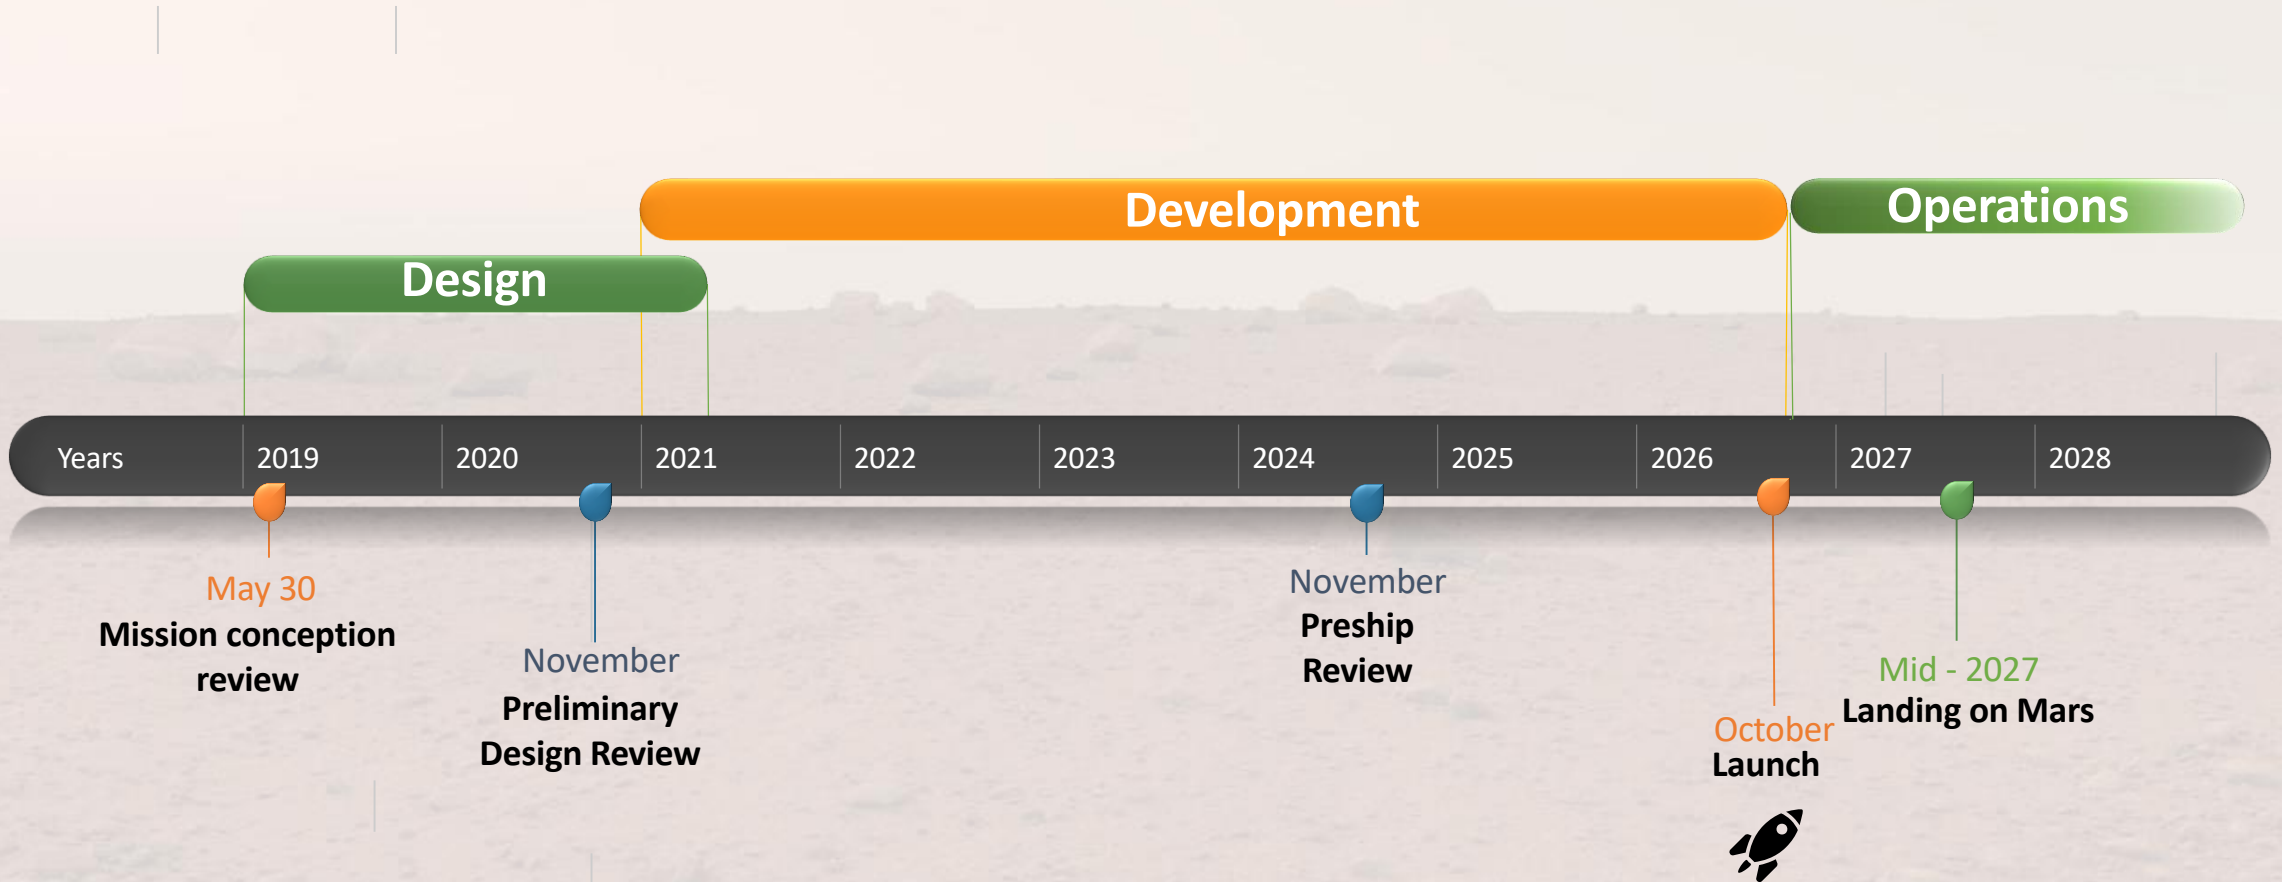 Development
Operations
Design
Years
2019
2020
2021
2022
2023
2024
2025
2026
2027
2028
May 30
Mission conception
review
November
Preliminary
Design Review
November
Preship
Review
October
Launch
Mid - 2027
Landing on Mars